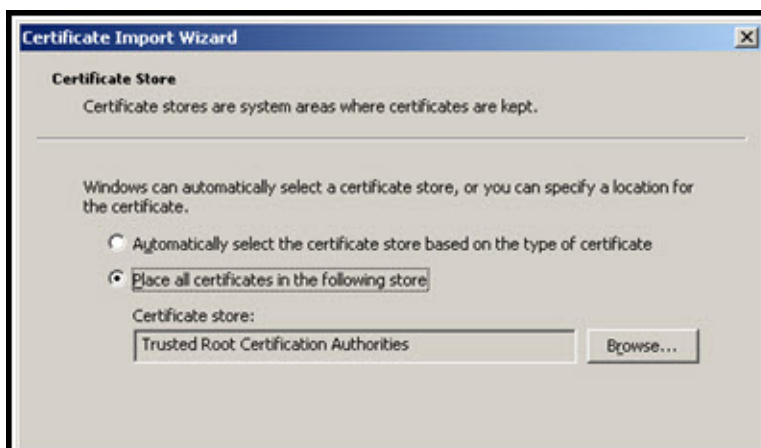 Certificate Import Wizard
Certificate Store
Certificate stores are system areas where certificates are kept.
Windows can automatically select a certificate store, or you can specify a location for
the certificate.
Automatically select the certificate store based on the type of certificate
Place all certificates in the following store
Certificate store:
Trusted Root Certification Authorities
Browse...